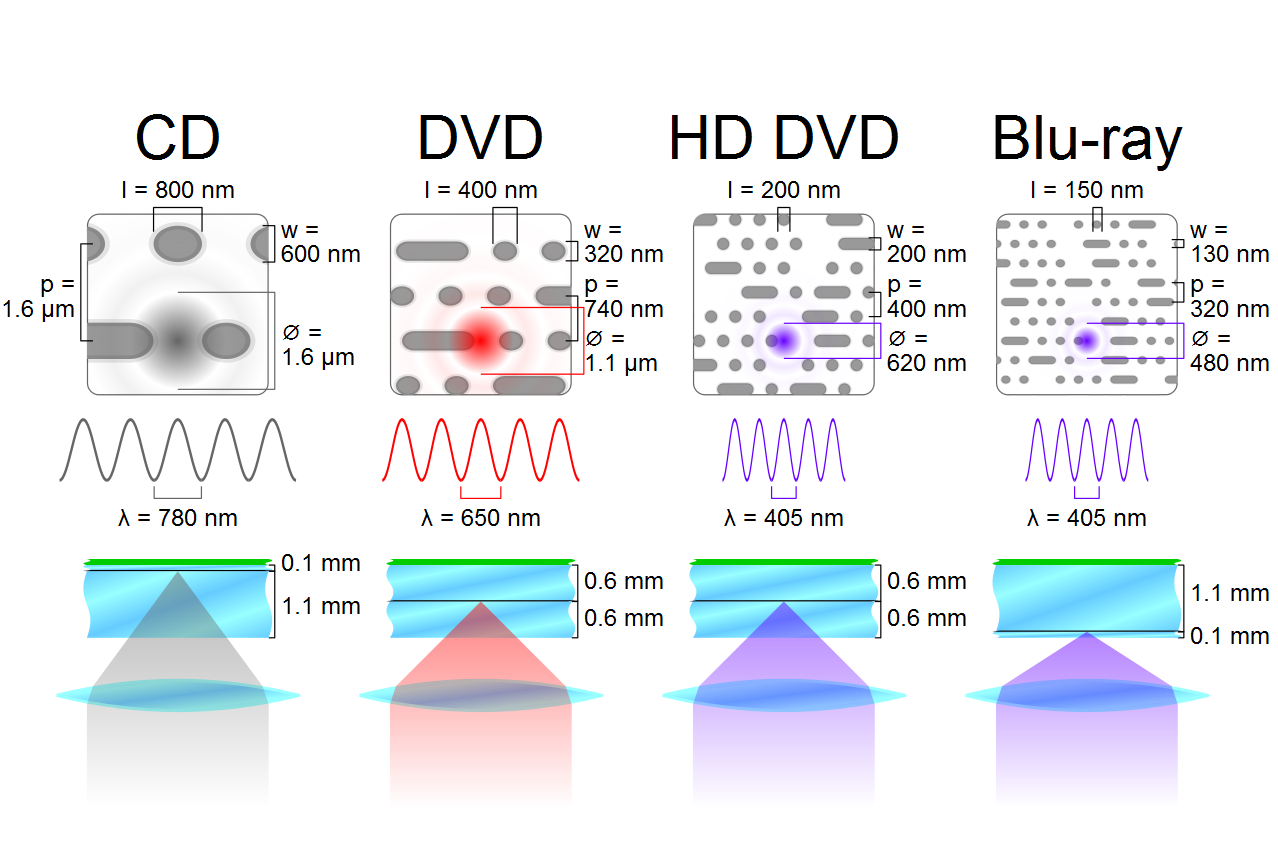 CD
l = 800 nm
w =
600 nm
p =
1.6 µm
∅ =
1.6 µm
λ = 780 nm
0.1 mm
1.1 mm
DVD
l = 400 nm
w =
320 nm
p =
740 nm
∅ =
1.1 µm
λ = 650 nm
0.6 mm
0.6 mm
HD DVD
l = 200 nm
w =
200 nm
p =
400 nm
∅ =
620 nm
λ = 405 nm
0.6 mm
0.6 mm
Blu-ray
l = 150 nm
w =
130 nm
p =
320 nm
∅ =
480 nm
λ = 405 nm
1.1 mm
0.1 mm